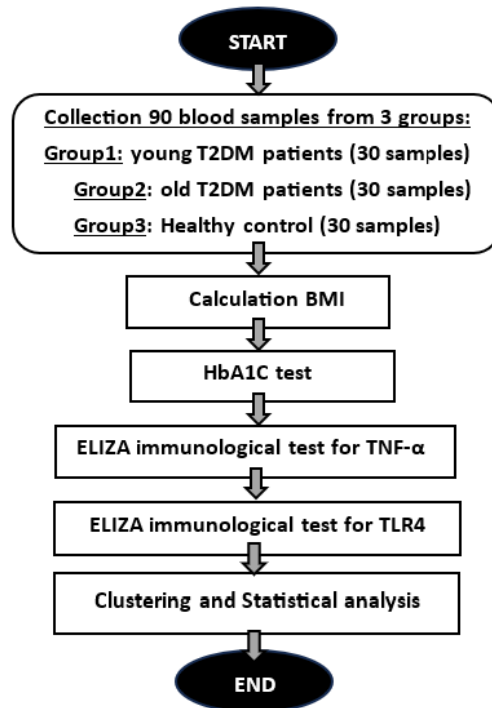 START
Collection 90 blood samples from 3 groups:
Group1: young T2DM patients (30 samples)
Group2: old T2DM patients (30 samples)
Group3: Healthy control (30 samples)
Calculation BMI
HbA1C test
ELIZA immunological test for TNF-α
ELIZA immunological test for TLR4
Clustering and Statistical analysis
END